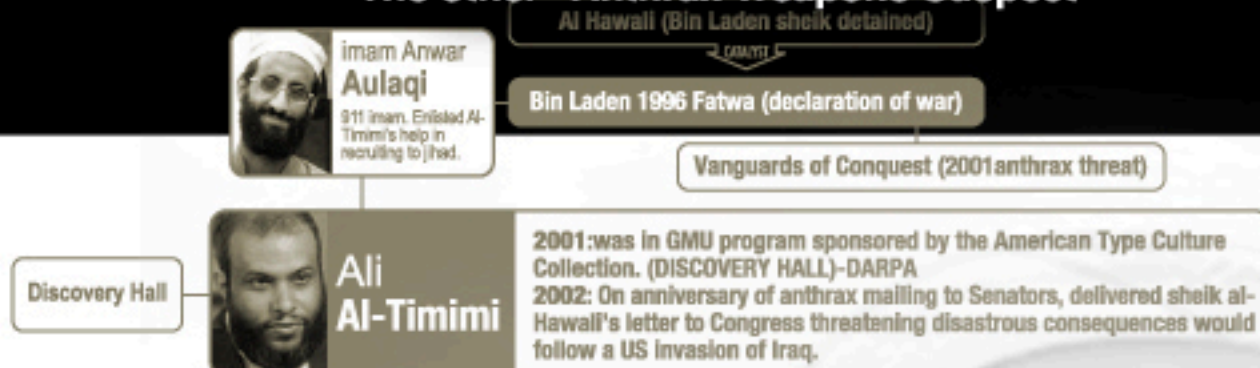 Al Hawali (Bin Laden sheik detained)
CATALYST
imam Anwar
Aulaqi
911 imam. Enlisted Al-
Timimi's help in
recruiting to jihad.
Bin Laden 1996 Fatwa (declaration of war)
Vanguards of Conquest (2001anthrax threat)
Discovery Hall
Ali
Al-Timimi
2001:was in GMU program sponsored by the American Type Culture
Collection. (DISCOVERY HALL)-DARPA
2002: On anniversary of anthrax mailing to Senators, delivered sheik al-
Hawali's letter to Congress threatening disastrous consequences would
follow a US invasion of Iraq.